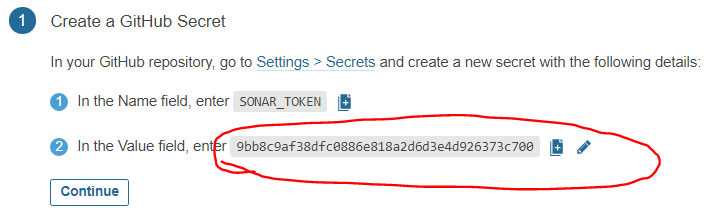 1 Create a GitHub Secret
In your GitHub repository, go to Settings > Secrets and create a new secret with the following details:
1 In the Name field, enter SONAR_TOKEN
2 In the Value field, enter 9bb8c9af38dfc0886e818a2d6d3e4d926373c700
Continue